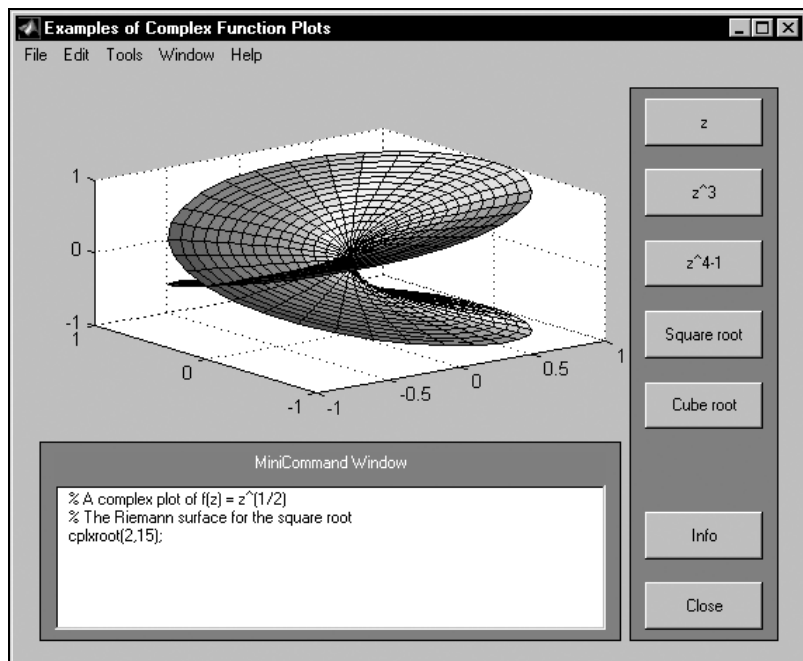 Examples of Complex Function Plots
File Edit Tools Window Help
1
0
-1
1
0
-1
-1
-0.5
0
0.5
1
z
z^3
z^4-1
Square root
Cube root
Info
Close
MiniCommand Window
% A complex plot of f(z) = z^(1/2)
% The Riemann surface for the square root
cplxroot(2,15);